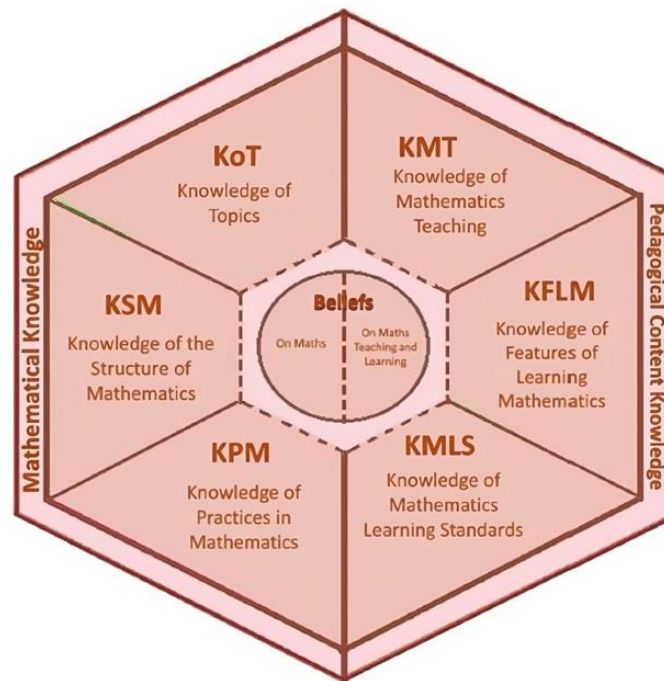 KoT
Knowledge of
Topics
KMT
Knowledge of
Mathematics
Teaching
Mathematical Knowledge
KSM
Knowledge of the
Structure of
Mathematics
Beliefs
On Maths
On Maths
Teaching and
Learning
KFLM
Knowledge of
Features of
Learning
Mathematics
Pedagogical Content Knowledge
KPM
Knowledge of
Practices in
Mathematics
KMLS
Knowledge of
Mathematics
Learning Standards